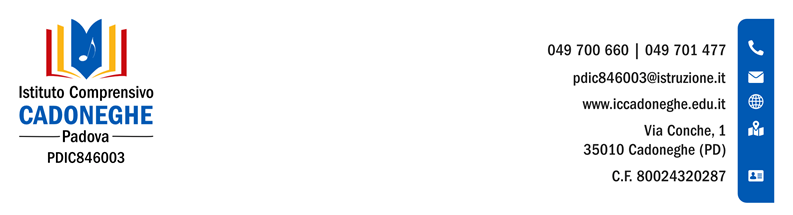 Istituto Comprensivo
CADONEGHE
Padova
PDIC846003
049 700 660 | 049 701 477
pdic846003@istruzione.it
www.iccadoneghe.edu.it
Via Conche, 1
35010 Cadoneghe (PD)
C.F. 80024320287